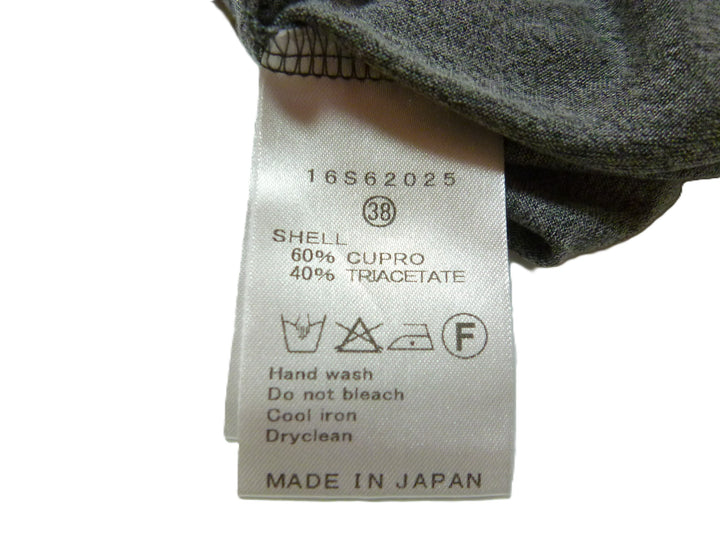 16S62025
38
SHELL
60% CUPRO
40% TRIACETATE
F
Hand wash
Do not bleach
Cool iron
Dryclean
MADE IN JAPAN